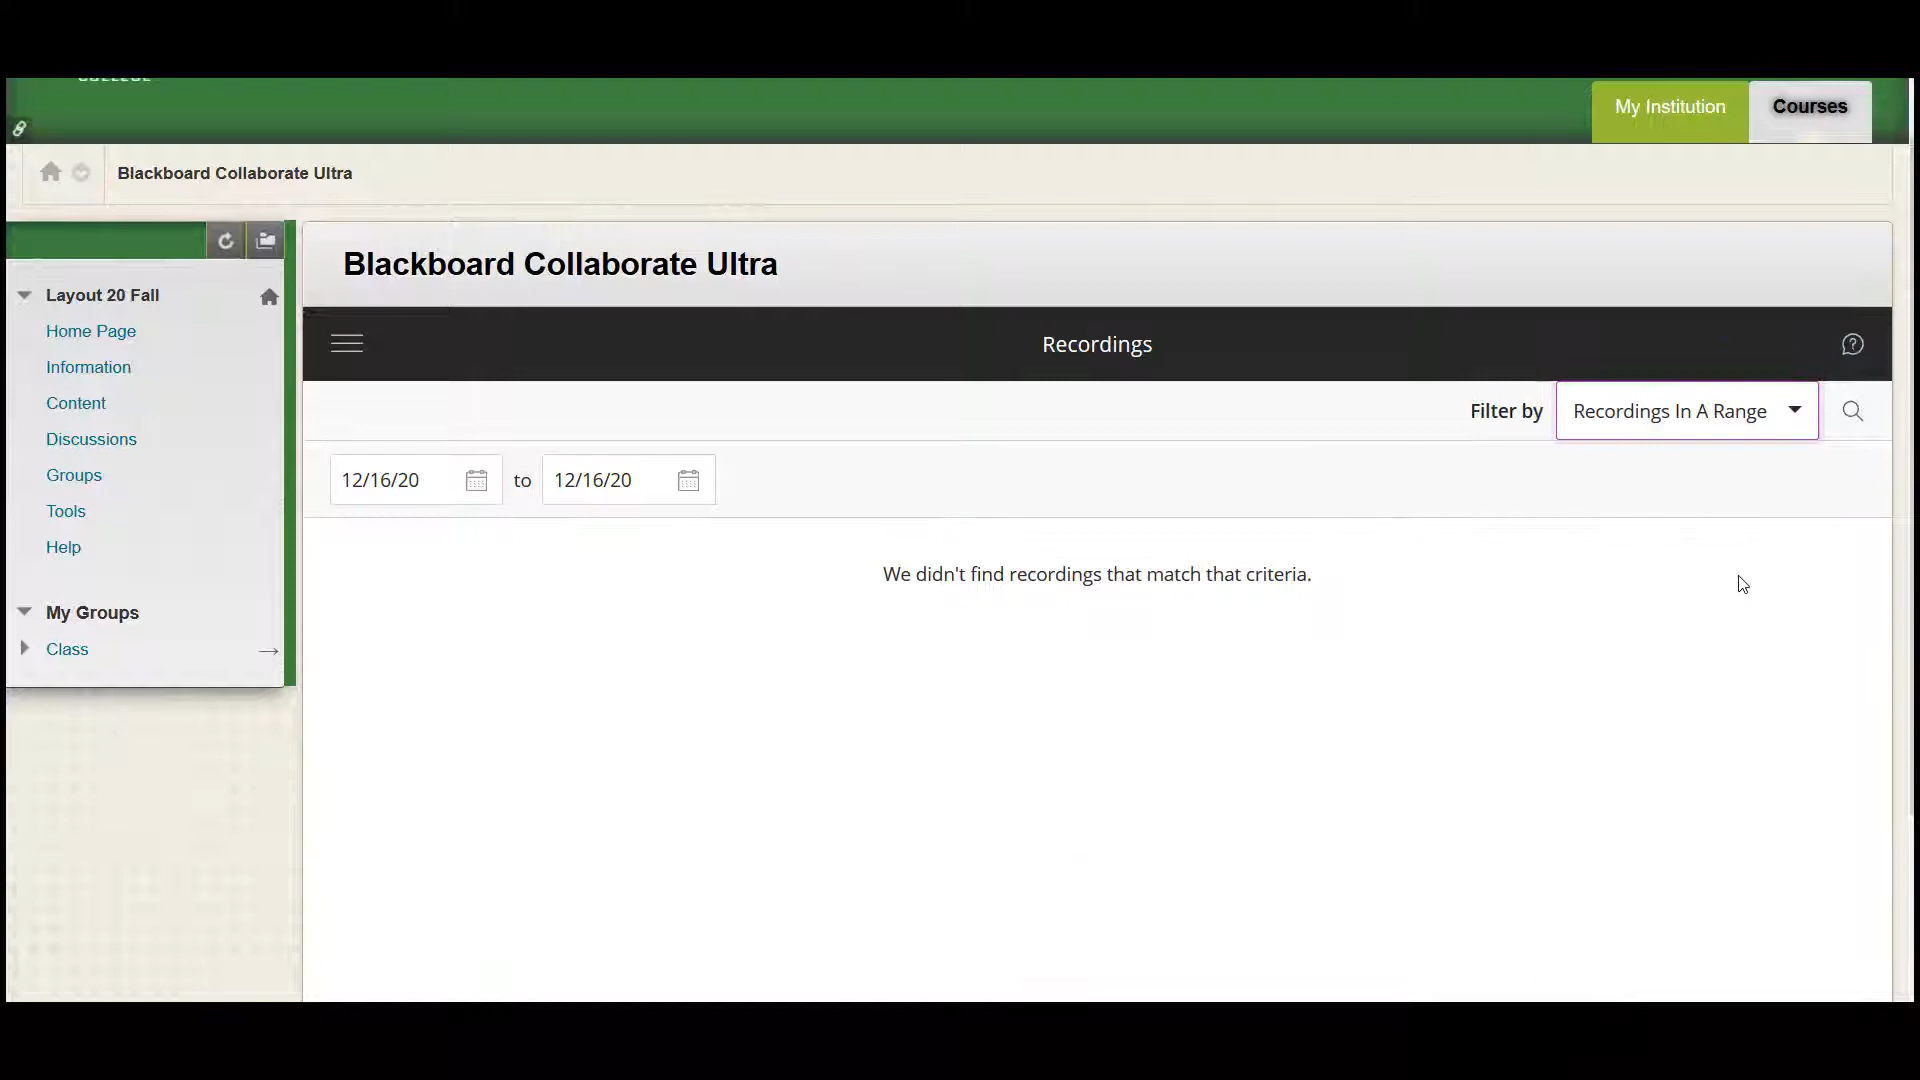 My Institution
Courses
Blackboard Collaborate Ultra
Blackboard Collaborate Ultra
Layout 20 Fall
Home Page
Information
Content
Discussions
Groups
Tools
Help
My Groups
Class
Recordings
Filter by
Recordings In A Range
12/16/20
to
12/16/20
We didn't find recordings that match that criteria.